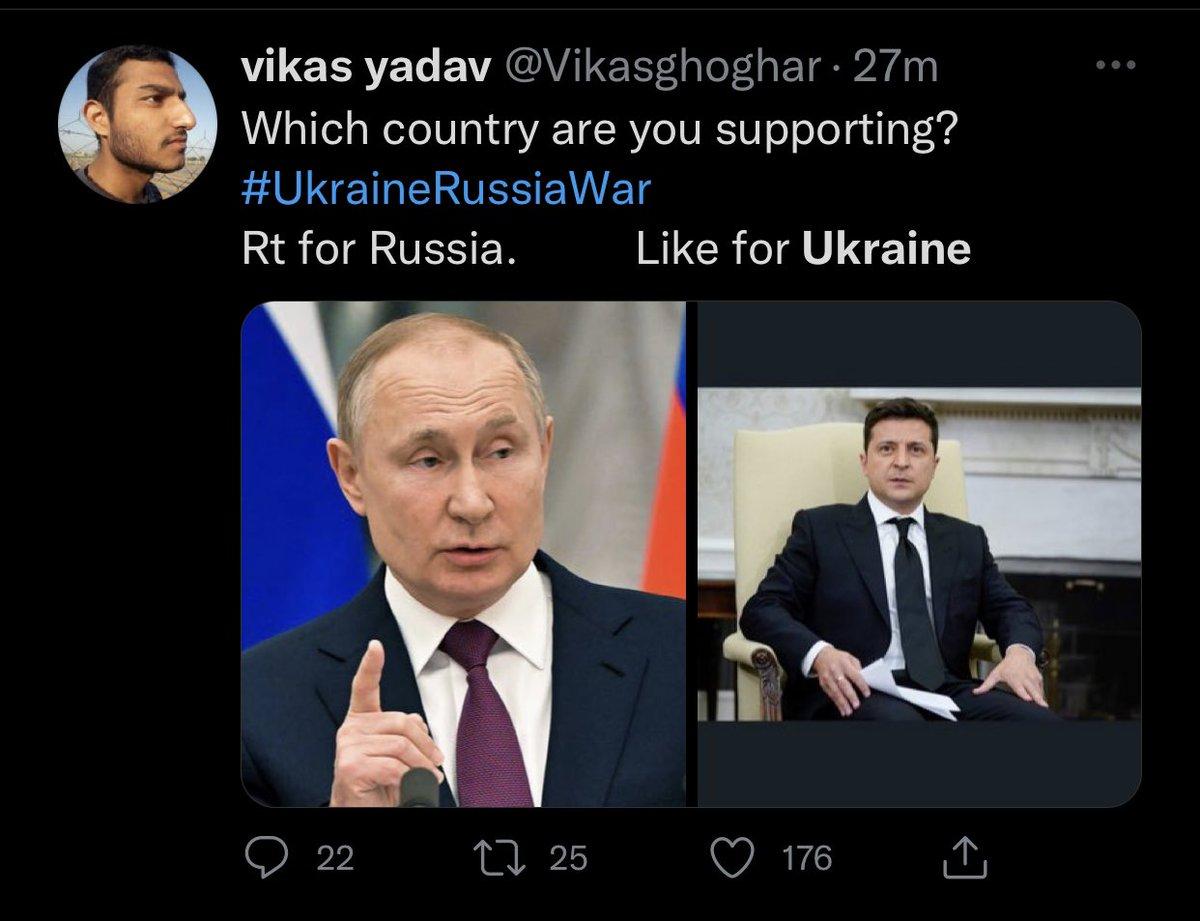 vikas yadav @Vikasghoghar · 27m
Which country are you supporting?
#UkraineRussiaWar
Rt for Russia. Like for Ukraine
22 25 176